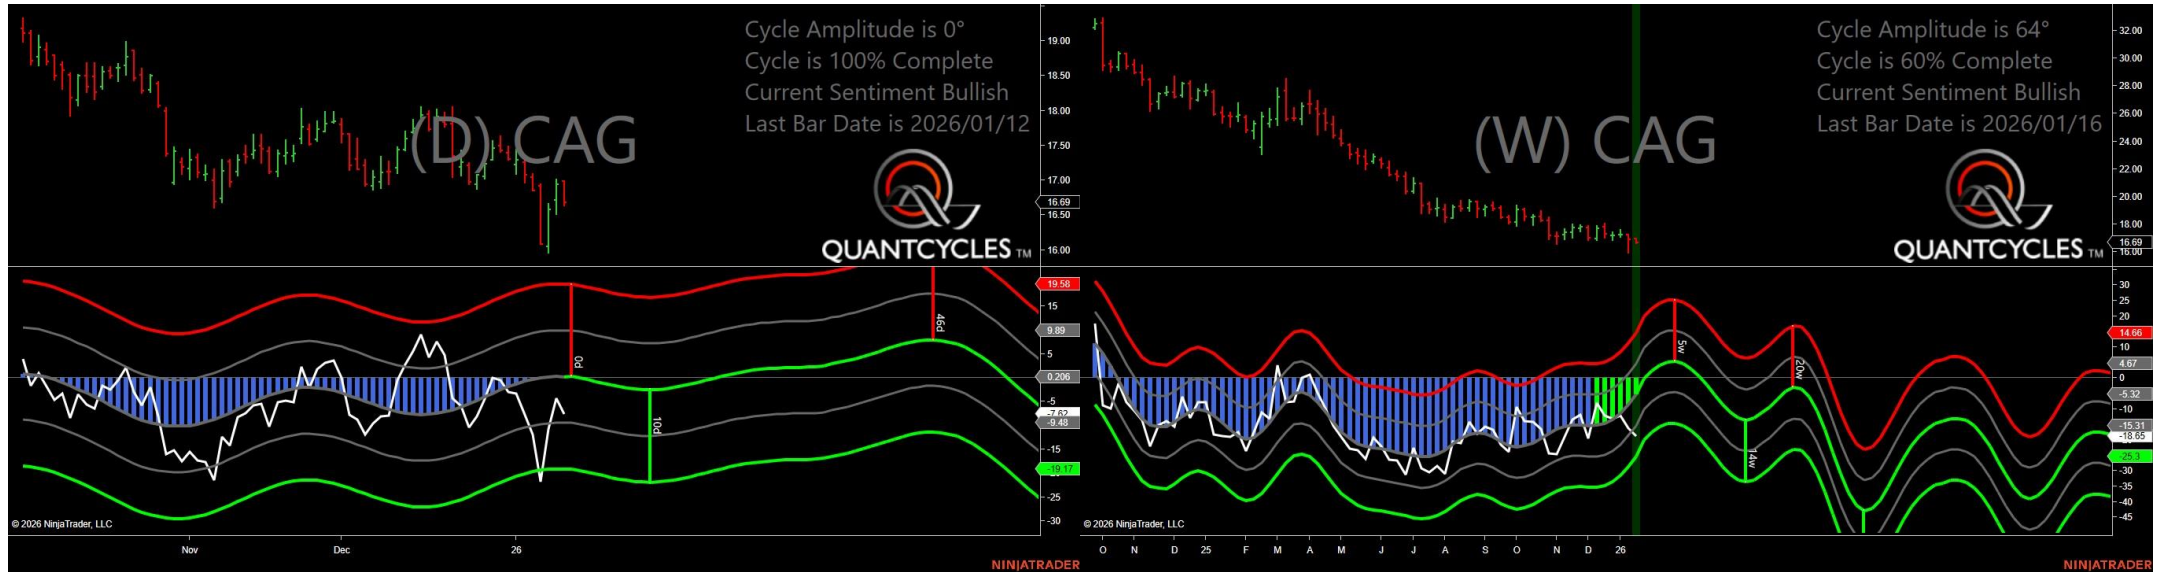 Cycle Amplitude is 0°
Cycle is 100% Complete
Current Sentiment Bullish
Last Bar Date is 2026/01/12
(D) CAG
QUANTCYCLES TM
19.00
18.50
18.00
17.50
17.00
16.69
16.50
16.00
19.58
15
9.89
5
0.206
-5
-7.62
-9.48
-15
-19.17
-25
-30
0d
10d
46d
© 2026 NinjaTrader, LLC
Nov
Dec
26
NINJATRADER
Cycle Amplitude is 64°
Cycle is 60% Complete
Current Sentiment Bullish
Last Bar Date is 2026/01/16
(W) CAG
QUANTCYCLES TM
32.00
30.00
28.00
26.00
24.00
22.00
20.00
18.00
16.69
16.00
30
25
20
14.66
10
4.67
0
-5.32
-10
-15.31
-18.65
-25.3
-30
-35
-40
-45
5w
14w
20w
© 2026 NinjaTrader, LLC
O N D 25 F M A M J J A S O N D 26
NINJATRADER